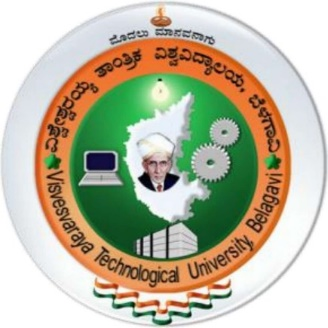 ಮೊದಲು ಮಾನವನಾಗು
ವಿಶ್ವೇಶ್ವರಯ್ಯ ತಾಂತ್ರಿಕ ವಿಶ್ವವಿದ್ಯಾಲಯ, ಬೆಳಗಾವಿ
Visvesvaraya Technological University, Belagavi